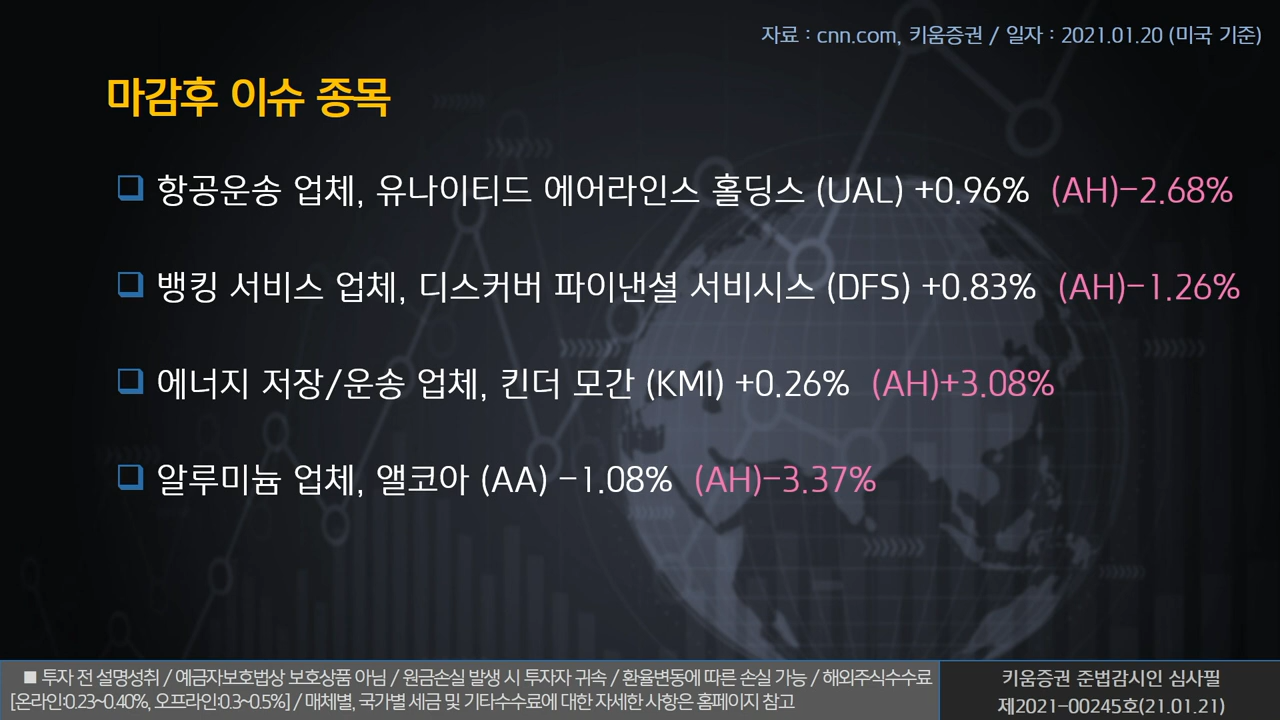 자료 : cnn.com, 키움증권 / 일자 : 2021.01.20 (미국 기준)
마감후 이슈 종목
❑ 항공운송 업체, 유나이티드 에어라인스 홀딩스 (UAL) +0.96% (AH)-2.68%
❑ 뱅킹 서비스 업체, 디스커버 파이낸셜 서비시스 (DFS) +0.83% (AH)-1.26%
❑ 에너지 저장/운송 업체, 킨더 모간 (KMI) +0.26% (AH)+3.08%
❑ 알루미늄 업체, 앨코아 (AA) -1.08% (AH)-3.37%
■ 투자 전 설명성취 / 예금자보호법상 보호상품 아님 / 원금손실 발생 시 투자자 귀속 / 환율변동에 따른 손실 가능 / 해외주식수수료
[온라인:0.23~0.40%, 오프라인:0.3~0.5%] / 매체별, 국가별 세금 및 기타수수료에 대한 자세한 사항은 홈페이지 참고
키움증권 준법감시인 심사필
제2021-00245호(21.01.21)